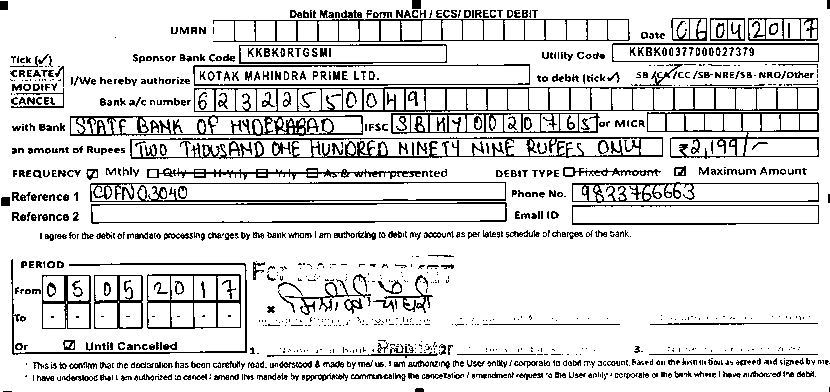 Debit Mandate Form NACH / ECS/ DIRECT DEBIT
UMRN Date 06042017
Tick (✓) Sponsor Bank Code KKBK0RTGSMI Utility Code KKBK00377000027379
CREATE✓ I/We hereby authorize KOTAK MAHINDRA PRIME LTD. to debit (tick✓) SB/CA/CC/SB-NRE/SB-NRO/Other
MODIFY
CANCEL Bank a/c number 62322550049
with Bank STATE BANK OF HYDERABAD IFSC SBHY0020765 or MICR
an amount of Rupees TWO THOUSAND ONE HUNDRED NINETY NINE RUPEES ONLY ₹2,199/-
FREQUENCY ☑ Mthly ☐ Qtly ☐ H-Yrly ☐ Yrly ☐ As & when presented DEBIT TYPE ☐ Fixed Amount ☑ Maximum Amount
Reference 1 CDFN03040 Phone No. 9823766663
Reference 2 Email ID
I agree for the debit of mandate processing charges by the bank whom I am authorizing to debit my account as per latest schedule of charges of the bank.
PERIOD For
From 05052017
To - - - - - - - -
Or ☑ Until Cancelled 1. 2. 3.
* This is to confirm that the declaration has been carefully read, understood & made by me/us. I am authorizing the User entity / corporate to debit my account, based on the instruction as agreed and signed by me.
* I have understood that I am authorized to cancel / amend this mandate by appropriately communicating the cancellation / amendment request to the User entity / corporate or the bank where I have authorized the debit.